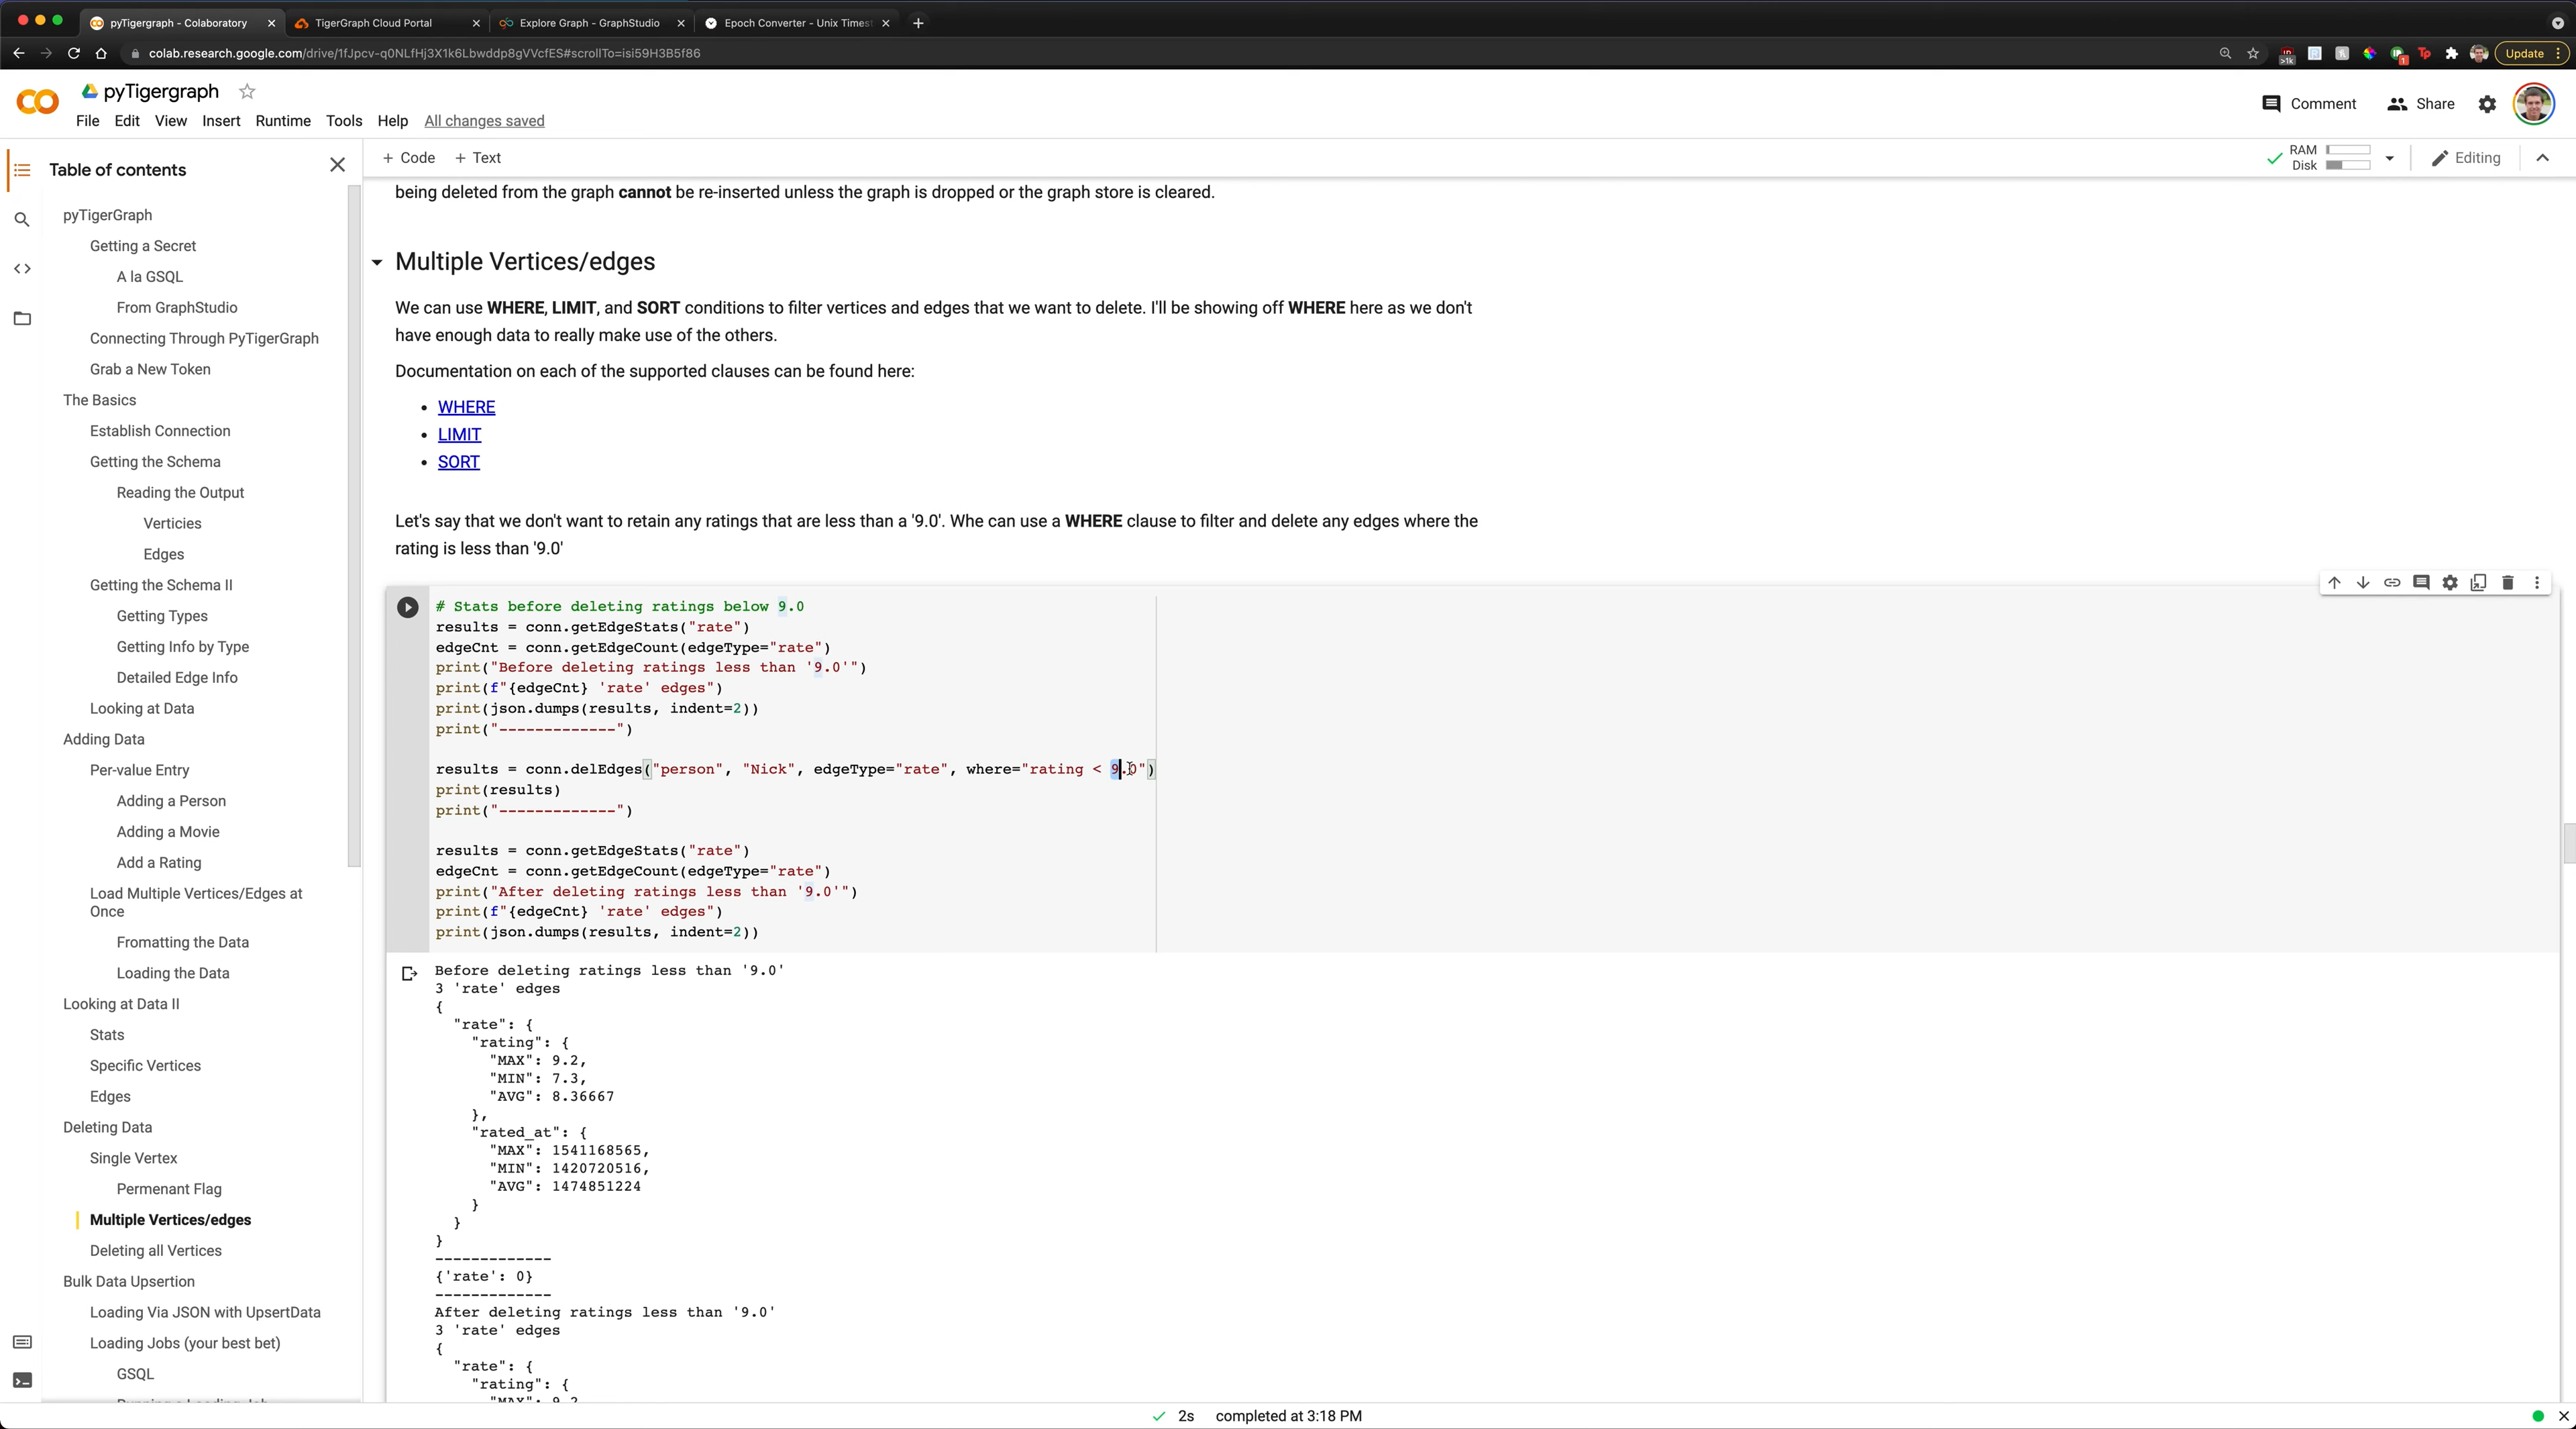 pyTigergraph - Colaboratory
TigerGraph Cloud Portal
Explore Graph - GraphStudio
Epoch Converter - Unix Timest
colab.research.google.com/drive/1fJpcv-q0NLfHj3X1k6Lbwddp8gVVcfES#scrollTo=isi59H3B5f86
Update
pyTigergraph
File Edit View Insert Runtime Tools Help All changes saved
Comment
Share
Table of contents
+ Code + Text
RAM
Disk
Editing
pyTigerGraph
Getting a Secret
A la GSQL
From GraphStudio
Connecting Through PyTigerGraph
Grab a New Token
The Basics
Establish Connection
Getting the Schema
Reading the Output
Verticies
Edges
Getting the Schema II
Getting Types
Getting Info by Type
Detailed Edge Info
Looking at Data
Adding Data
Per-value Entry
Adding a Person
Adding a Movie
Add a Rating
Load Multiple Vertices/Edges at
Once
Fromatting the Data
Loading the Data
Looking at Data II
Stats
Specific Vertices
Edges
Deleting Data
Single Vertex
Permenant Flag
Multiple Vertices/edges
Deleting all Vertices
Bulk Data Upsertion
Loading Via JSON with UpsertData
Loading Jobs (your best bet)
GSQL
being deleted from the graph cannot be re-inserted unless the graph is dropped or the graph store is cleared.
Multiple Vertices/edges
We can use WHERE, LIMIT, and SORT conditions to filter vertices and edges that we want to delete. I'll be showing off WHERE here as we don't
have enough data to really make use of the others.
Documentation on each of the supported clauses can be found here:
• WHERE
• LIMIT
• SORT
Let's say that we don't want to retain any ratings that are less than a '9.0'. Whe can use a WHERE clause to filter and delete any edges where the
rating is less than '9.0'
# Stats before deleting ratings below 9.0
results = conn.getEdgeStats("rate")
edgeCnt = conn.getEdgeCount(edgeType="rate")
print("Before deleting ratings less than '9.0'")
print(f"{edgeCnt} 'rate' edges")
print(json.dumps(results, indent=2))
print("-------------")
results = conn.delEdges("person", "Nick", edgeType="rate", where="rating < 9.0")
print(results)
print("-------------")
results = conn.getEdgeStats("rate")
edgeCnt = conn.getEdgeCount(edgeType="rate")
print("After deleting ratings less than '9.0'")
print(f"{edgeCnt} 'rate' edges")
print(json.dumps(results, indent=2))
Before deleting ratings less than '9.0'
3 'rate' edges
{
"rate": {
"rating": {
"MAX": 9.2,
"MIN": 7.3,
"AVG": 8.36667
},
"rated_at": {
"MAX": 1541168565,
"MIN": 1420720516,
"AVG": 1474851224
}
}
}
-------------
{'rate': 0}
-------------
After deleting ratings less than '9.0'
3 'rate' edges
{
"rate": {
"rating": {
"MAX": 9.2
2s completed at 3:18 PM